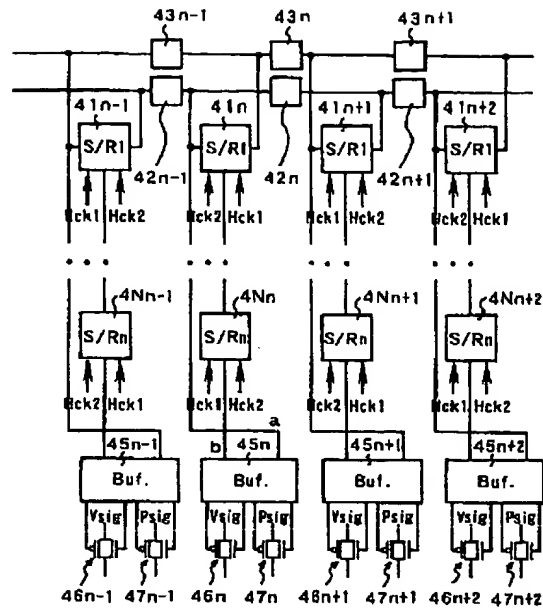 43n-1 43n 43n+1
41n-1 41n 41n+1 41n+2
S/R1 S/R1 S/R1 S/R1
42n-1 42n 42n+1
Hck1 Hck2 Hck2 Hck1 Hck1 Hck2 Hck2 Hck1
4Nn-1 4Nn 4Nn+1 4Nn+2
S/Rn S/Rn S/Rn S/Rn
Hck2 Hck1 Hck1 Hck2 Hck2 Hck1 Hck1 Hck2
a
45n-1 b 45n 45n+1 45n+2
Buf. Buf. Buf. Buf.
Vsig Psig Vsig Psig Vsig Psig Vsig Psig
46n-1 47n-1 46n 47n 46n+1 47n+1 46n+2 47n+2